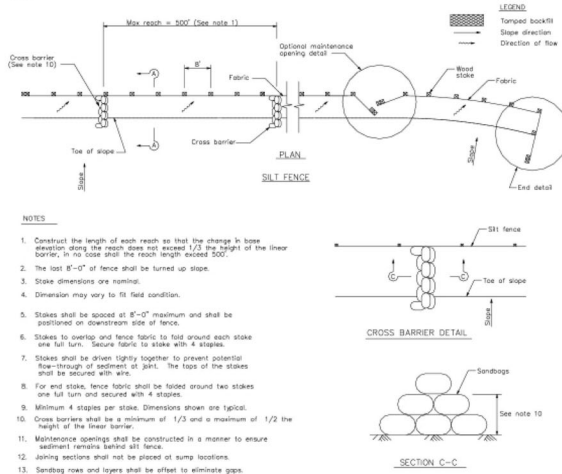 LEGEND
Tamped backfill
Slope direction
Direction of flow
Max reach = 500' (See note 1)
Cross barrier
(See note 10)
A
8'
Fabric
Optional maintenance
opening detail
Wood
stake
Fabric
Toe of slope
A
Cross barrier
Slope
PLAN
SILT FENCE
Slope
End detail
NOTES
1. Construct the length of each reach so that the change in base
elevation along the reach does not exceed 1/3 the height of the linear
barrier, in no case shall the reach length exceed 500'.
2. The last 8'-0" of fence shall be turned up slope.
3. Stake dimensions are nominal.
4. Dimension may vary to fit field condition.
5. Stakes shall be spaced at 8'-0" maximum and shall be
positioned on downstream side of fence.
6. Stakes to overlap and fence fabric to fold around each stake
one full turn. Secure fabric to stake with 4 staples.
7. Stakes shall be driven tightly together to prevent potential
flow-through of sediment at joint. The tops of the stakes
shall be secured with wire.
8. For end stake, fence fabric shall be folded around two stakes
one full turn and secured with 4 staples.
9. Minimum 4 staples per stake. Dimensions shown are typical.
10. Cross barriers shall be a minimum of 1/3 and a maximum of 1/2 the
height of the linear barrier.
11. Maintenance openings shall be constructed in a manner to ensure
sediment remains behind silt fence.
12. Joining sections shall not be placed at sump locations.
13. Sandbag rows and layers shall be offset to eliminate gaps.
Silt fence
C
C
Toe of slope
Slope
CROSS BARRIER DETAIL
Sandbags
See note 10
SECTION C-C